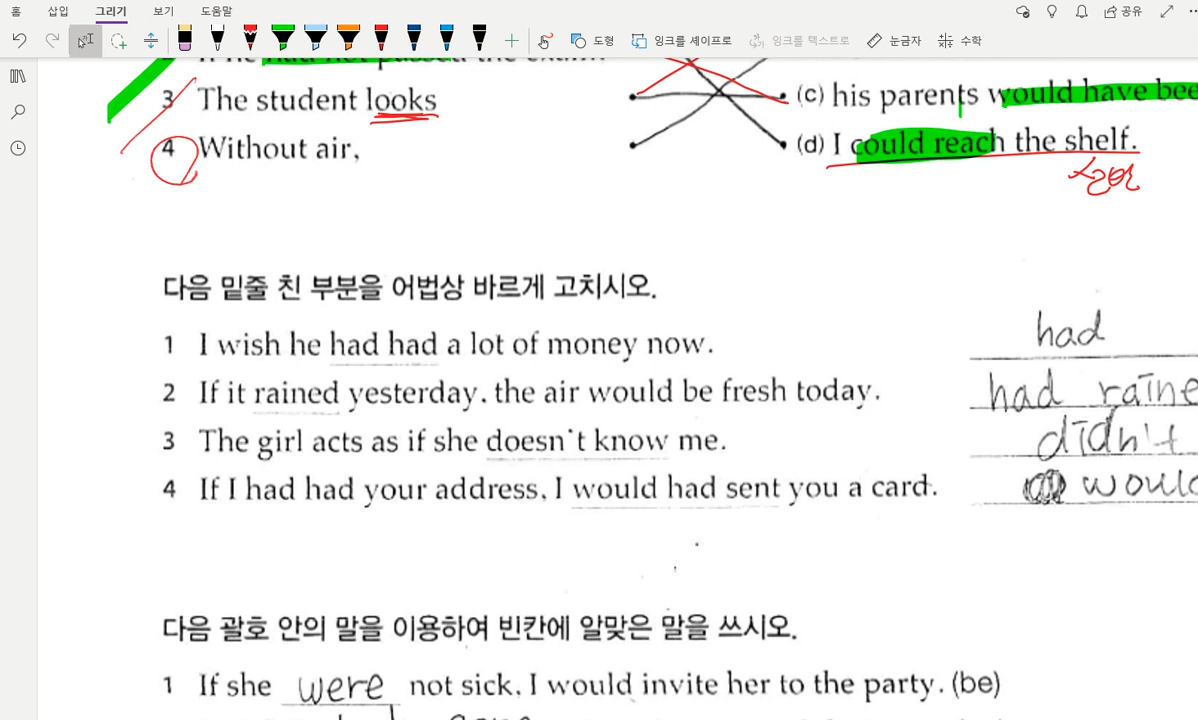 홈 삽입 그리기 보기 도움말
공유
도형 잉크를 셰이프로 잉크를 텍스트로 눈금자 수학
3 The student looks (c) his parents would have bee
4 Without air, (d) I could reach the shelf.
다음 밑줄 친 부분을 어법상 바르게 고치시오.
1 I wish he had had a lot of money now. had
2 If it rained yesterday. the air would be fresh today. had raine
3 The girl acts as if she doesn't know me. didn't
4 If I had had your address, I would had sent you a card. would
다음 괄호 안의 말을 이용하여 빈칸에 알맞은 말을 쓰시오.
1 If she were not sick, I would invite her to the party. (be)